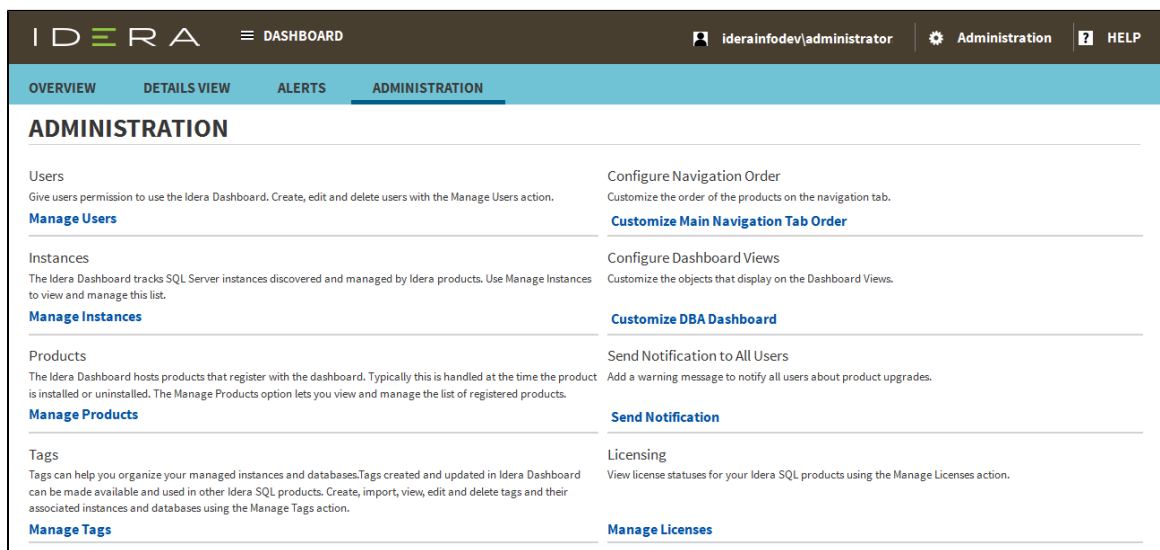 IDERA
DASHBOARD
iderainfodev\administrator
Administration
? HELP
OVERVIEW
DETAILS VIEW
ALERTS
ADMINISTRATION
ADMINISTRATION
Users
Give users permission to use the Idera Dashboard. Create, edit and delete users with the Manage Users action.
Manage Users
Configure Navigation Order
Customize the order of the products on the navigation tab.
Customize Main Navigation Tab Order
Instances
The Idera Dashboard tracks SQL Server instances discovered and managed by Idera products. Use Manage Instances
to view and manage this list.
Manage Instances
Configure Dashboard Views
Customize the objects that display on the Dashboard Views.
Customize DBA Dashboard
Products
The Idera Dashboard hosts products that register with the dashboard. Typically this is handled at the time the product
is installed or uninstalled. The Manage Products option lets you view and manage the list of registered products.
Manage Products
Send Notification to All Users
Add a warning message to notify all users about product upgrades.
Send Notification
Tags
Tags can help you organize your managed instances and databases.Tags created and updated in Idera Dashboard
can be made available and used in other Idera SQL products. Create, import, view, edit and delete tags and their
associated instances and databases using the Manage Tags action.
Manage Tags
Licensing
View license statuses for your Idera SQL products using the Manage Licenses action.
Manage Licenses